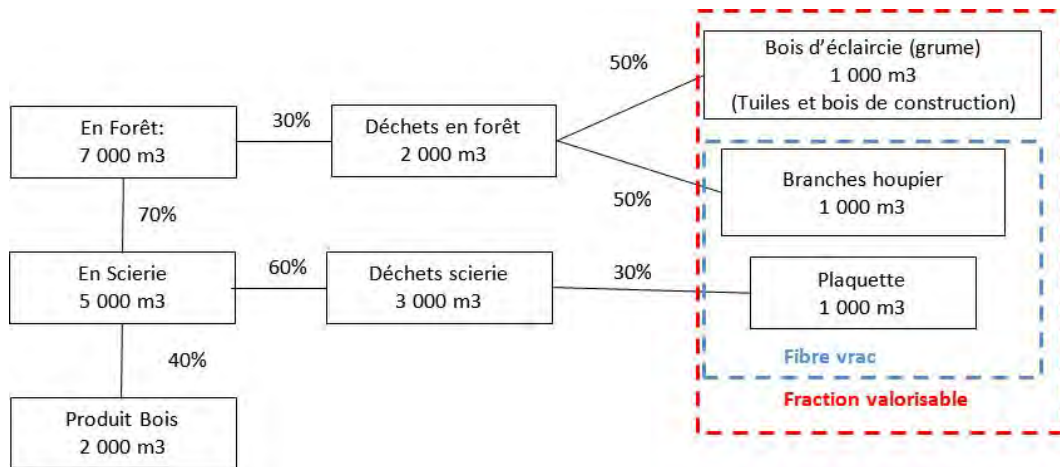 50%
Bois d'éclaircie (grume)
1 000 m3
(Tuiles et bois de construction)
En Forêt:
7 000 m3
30%
Déchets en forêt
2 000 m3
50%
Branches houpier
1 000 m3
70%
En Scierie
5 000 m3
60%
Déchets scierie
3 000 m3
30%
Plaquette
1 000 m3
40%
Fibre vrac
Fraction valorisable
Produit Bois
2 000 m3